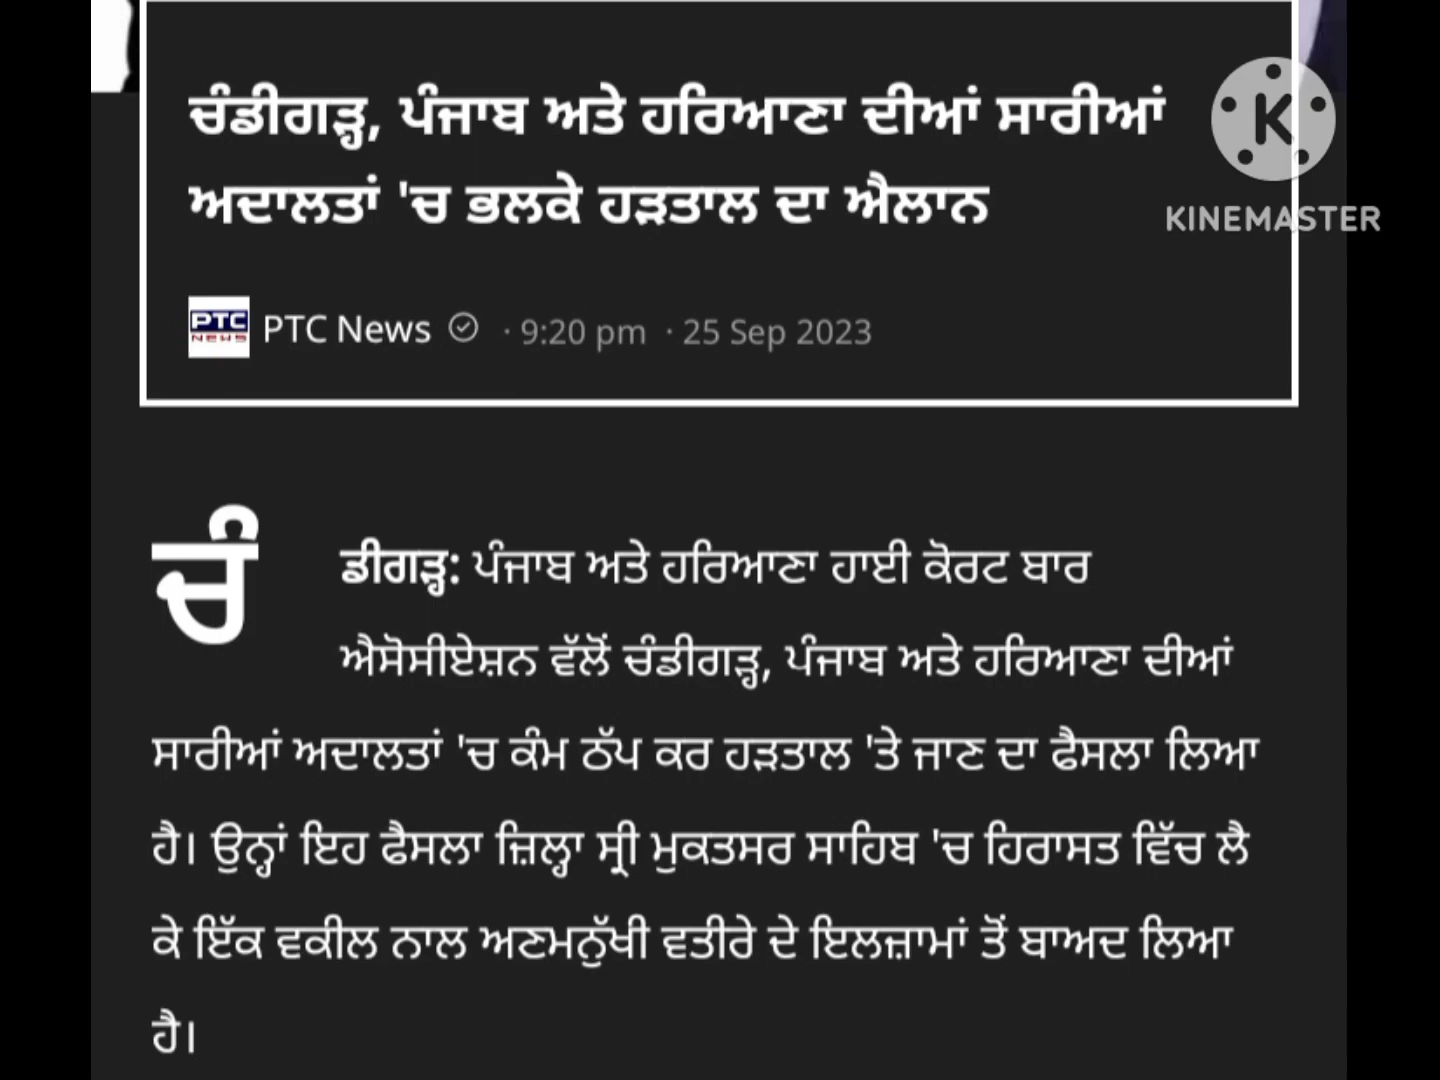 ਚੰਡੀਗੜ੍ਹ, ਪੰਜਾਬ ਅਤੇ ਹਰਿਆਣਾ ਦੀਆਂ ਸਾਰੀਆਂ
ਅਦਾਲਤਾਂ 'ਚ ਭਲਕੇ ਹੜਤਾਲ ਦਾ ਐਲਾਨ
KINEMASTER
PTC NEWS PTC News · 9:20 pm · 25 Sep 2023
ਚੰ
ਡੀਗੜ੍ਹ: ਪੰਜਾਬ ਅਤੇ ਹਰਿਆਣਾ ਹਾਈ ਕੋਰਟ ਬਾਰ
ਐਸੋਸੀਏਸ਼ਨ ਵੱਲੋਂ ਚੰਡੀਗੜ੍ਹ, ਪੰਜਾਬ ਅਤੇ ਹਰਿਆਣਾ ਦੀਆਂ
ਸਾਰੀਆਂ ਅਦਾਲਤਾਂ 'ਚ ਕੰਮ ਠੱਪ ਕਰ ਹੜਤਾਲ 'ਤੇ ਜਾਣ ਦਾ ਫੈਸਲਾ ਲਿਆ
ਹੈ। ਉਨ੍ਹਾਂ ਇਹ ਫੈਸਲਾ ਜ਼ਿਲ੍ਹਾ ਸ੍ਰੀ ਮੁਕਤਸਰ ਸਾਹਿਬ 'ਚ ਹਿਰਾਸਤ ਵਿੱਚ ਲੈ
ਕੇ ਇੱਕ ਵਕੀਲ ਨਾਲ ਅਣਮਨੁੱਖੀ ਵਤੀਰੇ ਦੇ ਇਲਜ਼ਾਮਾਂ ਤੋਂ ਬਾਅਦ ਲਿਆ
ਹੈ।